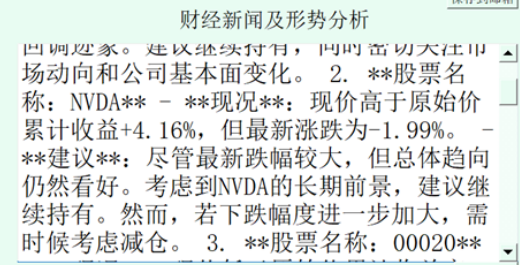 财经新闻及形势分析
回调迹象。建议继续持有，同时密切关注市
场动向和公司基本面变化。 2. **股票名
称：NVDA** - **现况**：现价高于原始价
累计收益+4.16%，但最新涨跌为-1.99%。 -
**建议**：尽管最新跌幅较大，但总体趋向
仍然看好。考虑到NVDA的长期前景，建议继
续持有。然而，若下跌幅度进一步加大，需
时候考虑减仓。 3. **股票名称：00020**